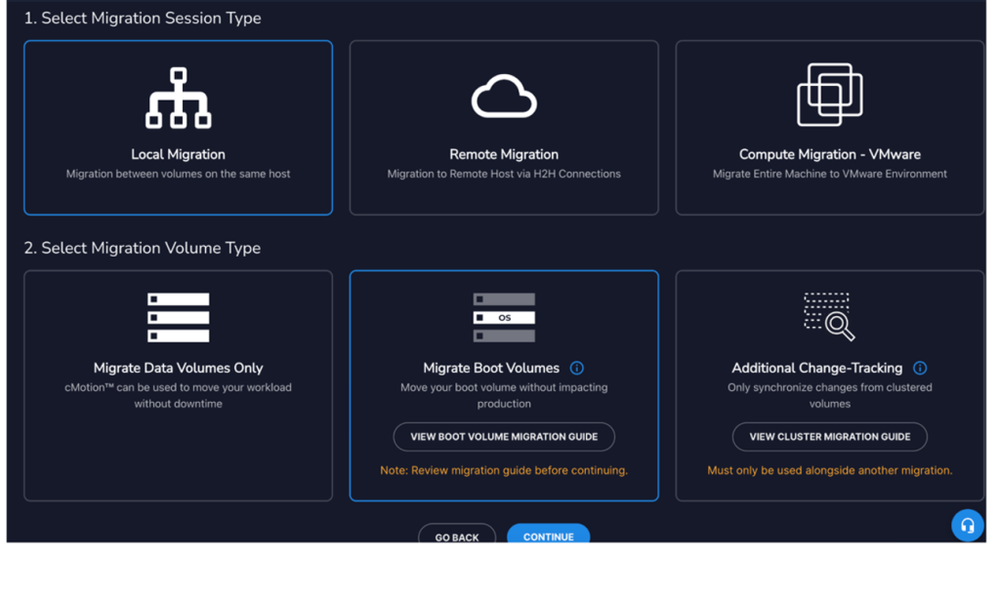 1. Select Migration Session Type
Local Migration
Migration between volumes on the same host
Remote Migration
Migration to Remote Host via H2H Connections
Compute Migration - VMware
Migrate Entire Machine to VMware Environment
2. Select Migration Volume Type
Migrate Data Volumes Only
cMotion™ can be used to move your workload
without downtime
OS
Migrate Boot Volumes
Move your boot volume without impacting
production
VIEW BOOT VOLUME MIGRATION GUIDE
Note: Review migration guide before continuing.
Additional Change-Tracking
Only synchronize changes from clustered
volumes
VIEW CLUSTER MIGRATION GUIDE
Must only be used alongside another migration.
GO BACK
CONTINUE